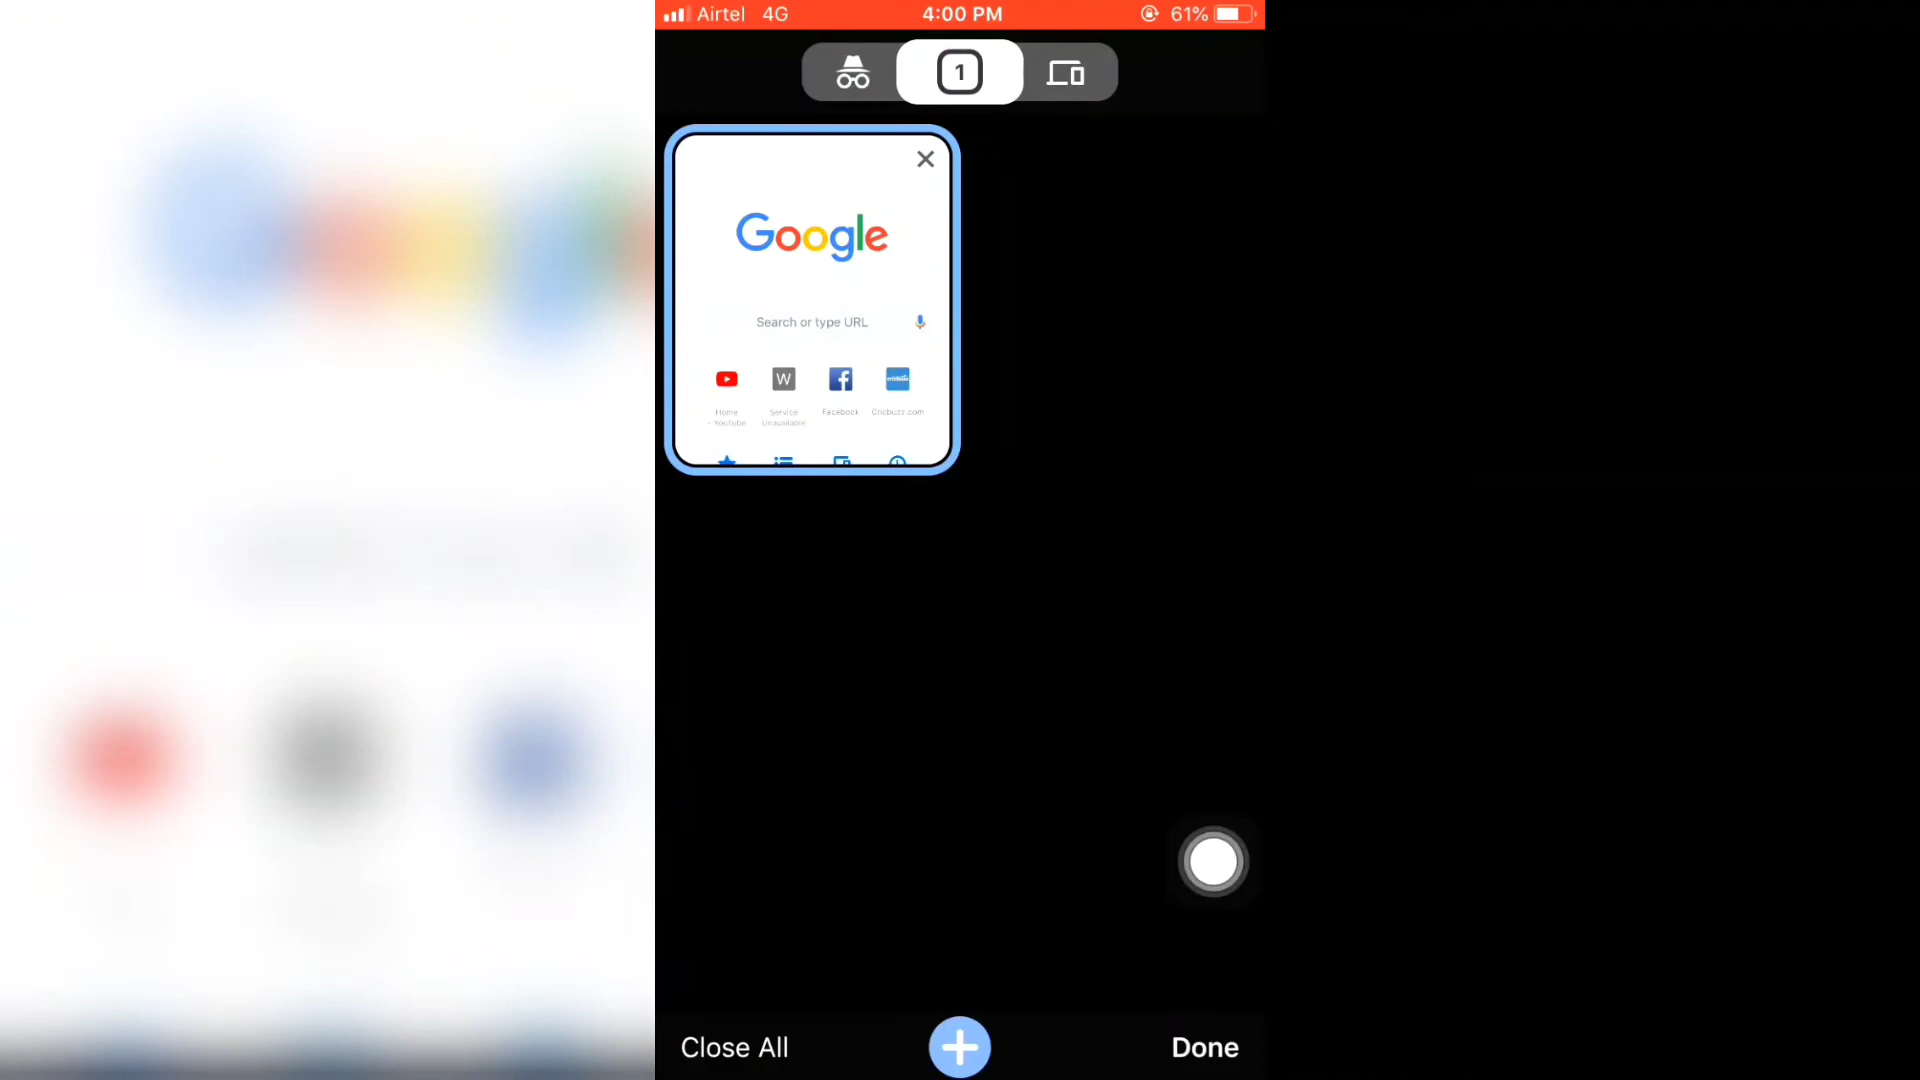 Airtel 4G 4:00 PM 61%
1
Google
Search or type URL
W
Home
- YouTube
Service
Unavailable
Facebook
cricbuzz
Cricbuzz.com
Close All
Done